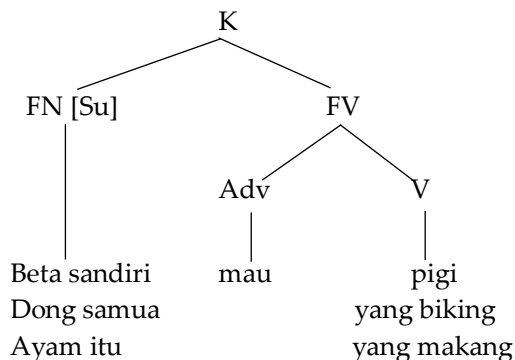 K
FN [Su] FV
Adv V
Beta sandiri mau pigi
Dong samua yang biking
Ayam itu yang makang